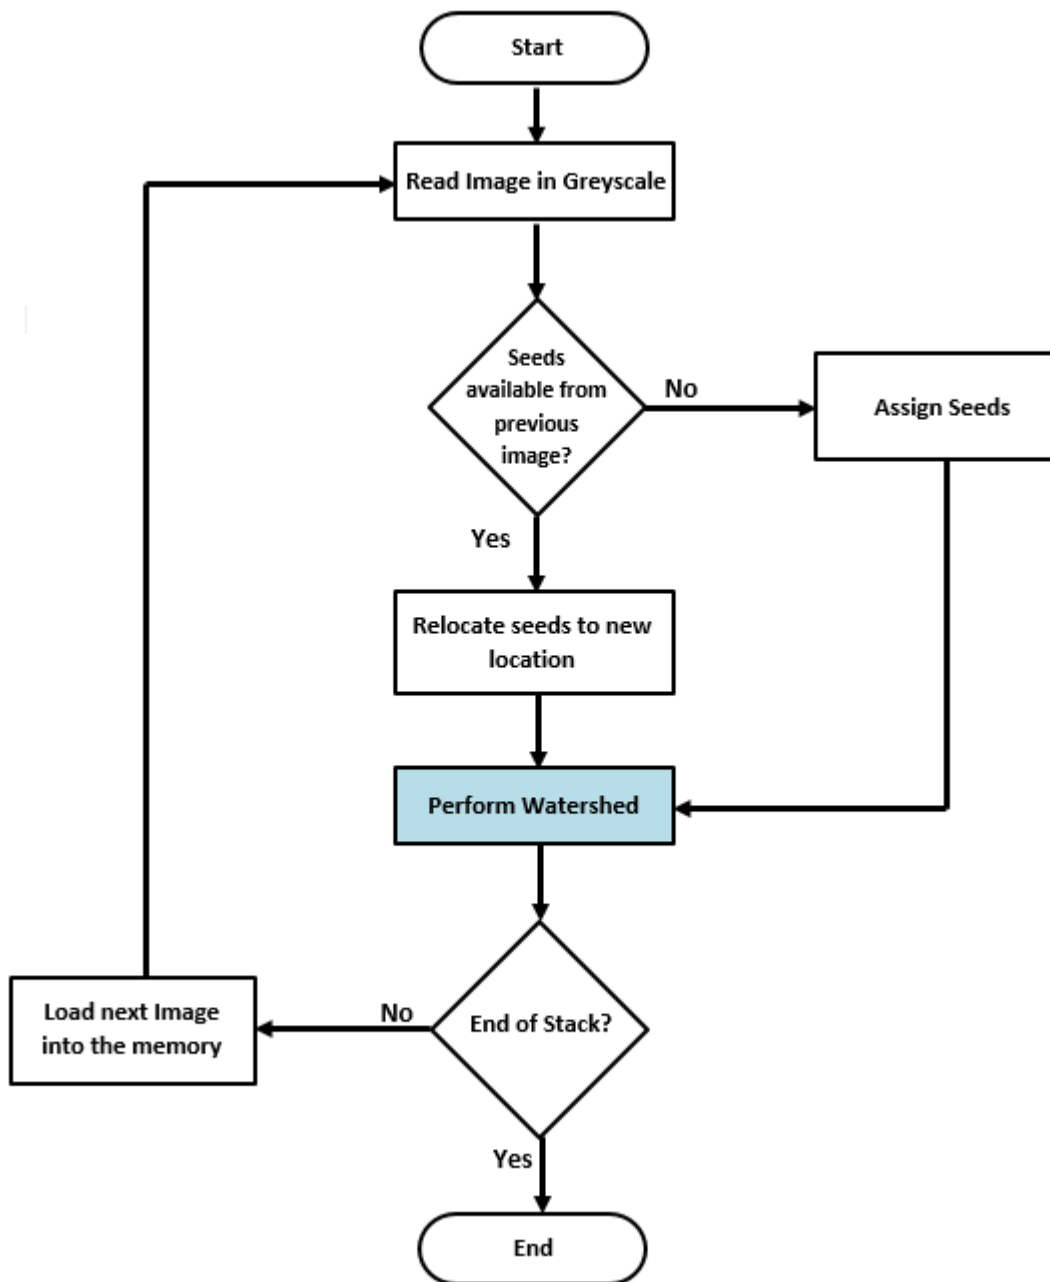 Start
Read Image in Greyscale
Seeds
available from
previous
image?
No
Assign Seeds
Yes
Relocate seeds to new
location
Perform Watershed
End of Stack?
No
Load next Image
into the memory
Yes
End